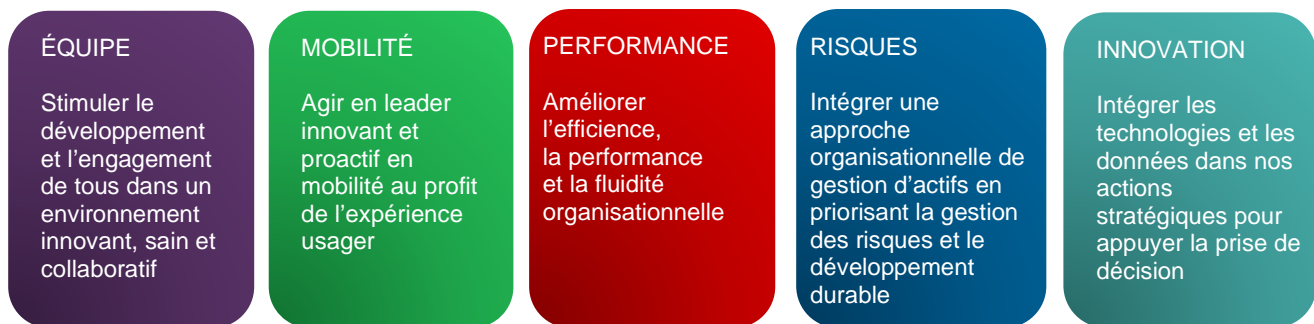 ÉQUIPE
Stimuler le
développement
et l’engagement
de tous dans un
environnement
innovant, sain et
collaboratif
MOBILITÉ
Agir en leader
innovant et
proactif en
mobilité au profit
de l’expérience
usager
PERFORMANCE
Améliorer
l’efficience,
la performance
et la fluidité
organisationnelle
RISQUES
Intégrer une
approche
organisationnelle de
gestion d’actifs en
priorisant la gestion
des risques et le
développement
durable
INNOVATION
Intégrer les
technologies et les
données dans nos
actions
stratégiques pour
appuyer la prise de
décision